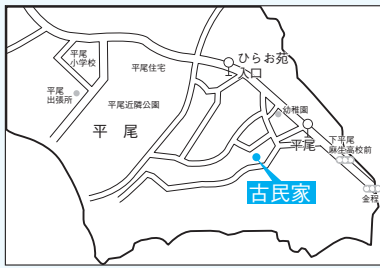 平尾
小学校
平尾住宅
ひらお苑
入口
平尾
出張所
平尾近隣公園
幼稚園
平 尾
平尾
下平尾
麻生高校前
古民家
金程